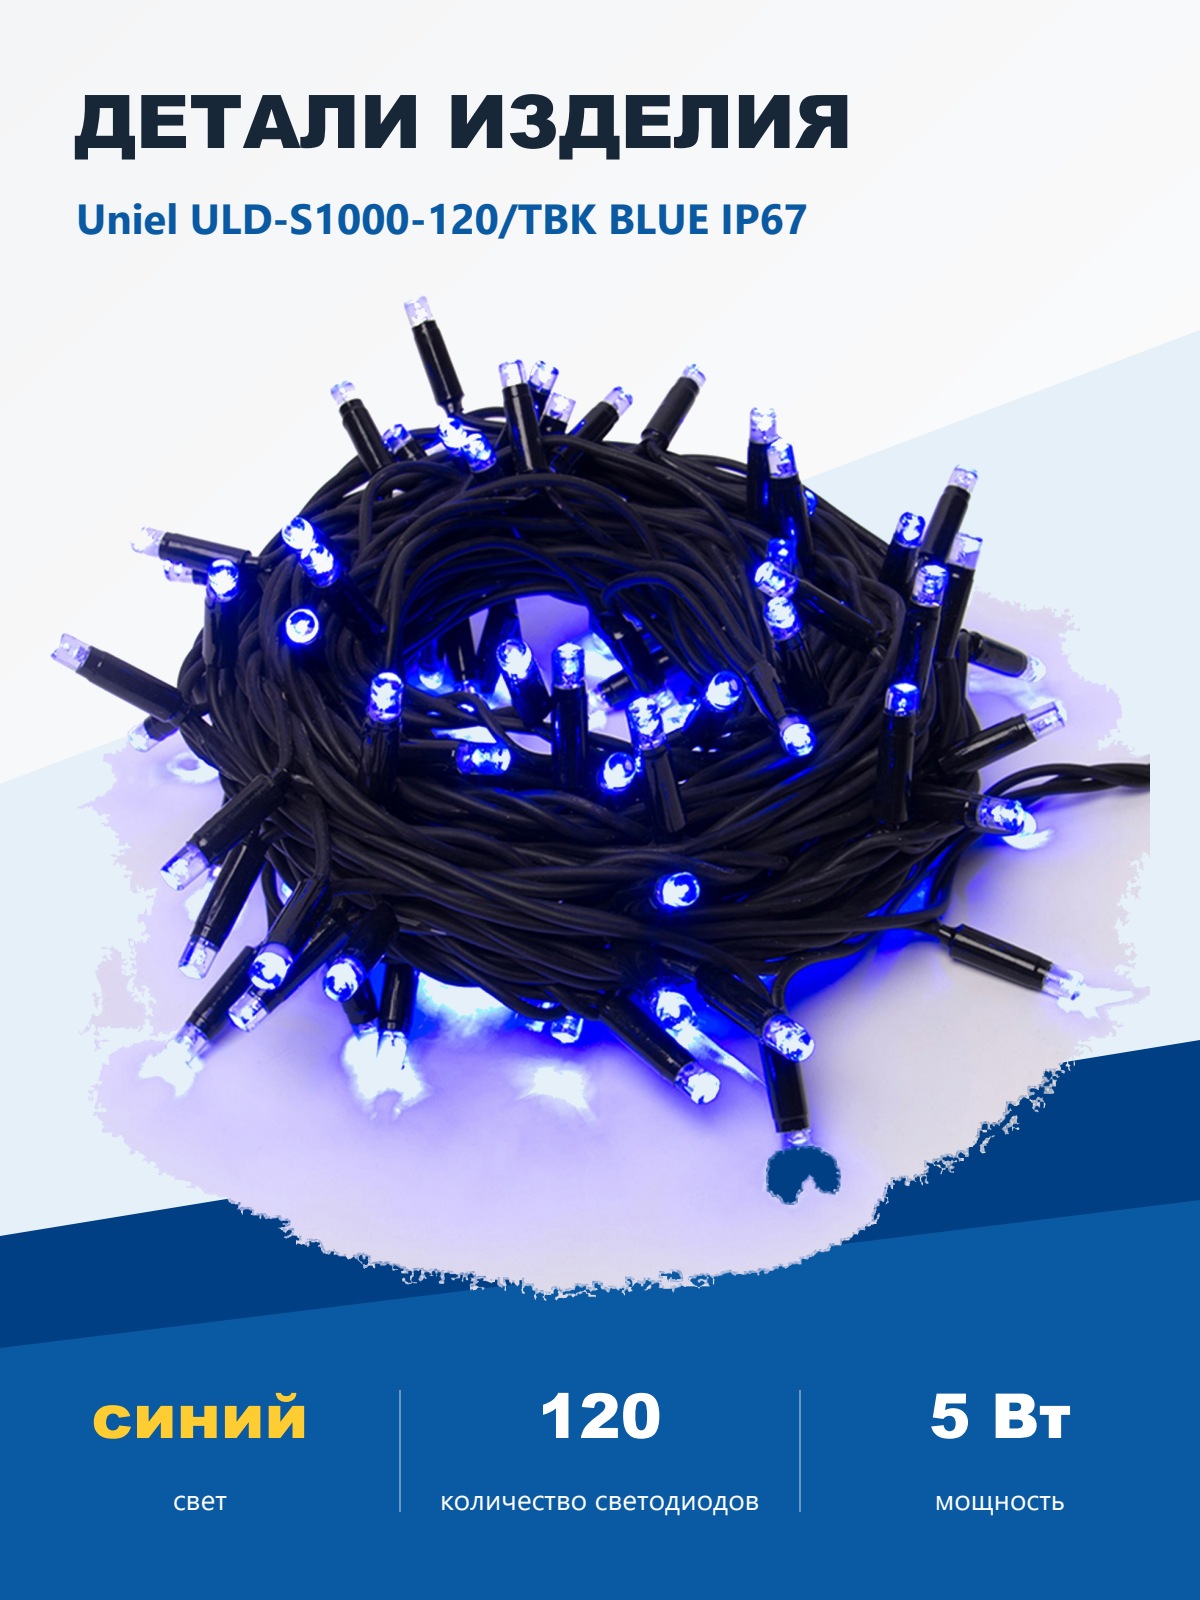 ДЕТАЛИ ИЗДЕЛИЯ
Uniel ULD-S1000-120/TBK BLUE IP67
синий
свет
120
количество светодиодов
5 Вт
мощность